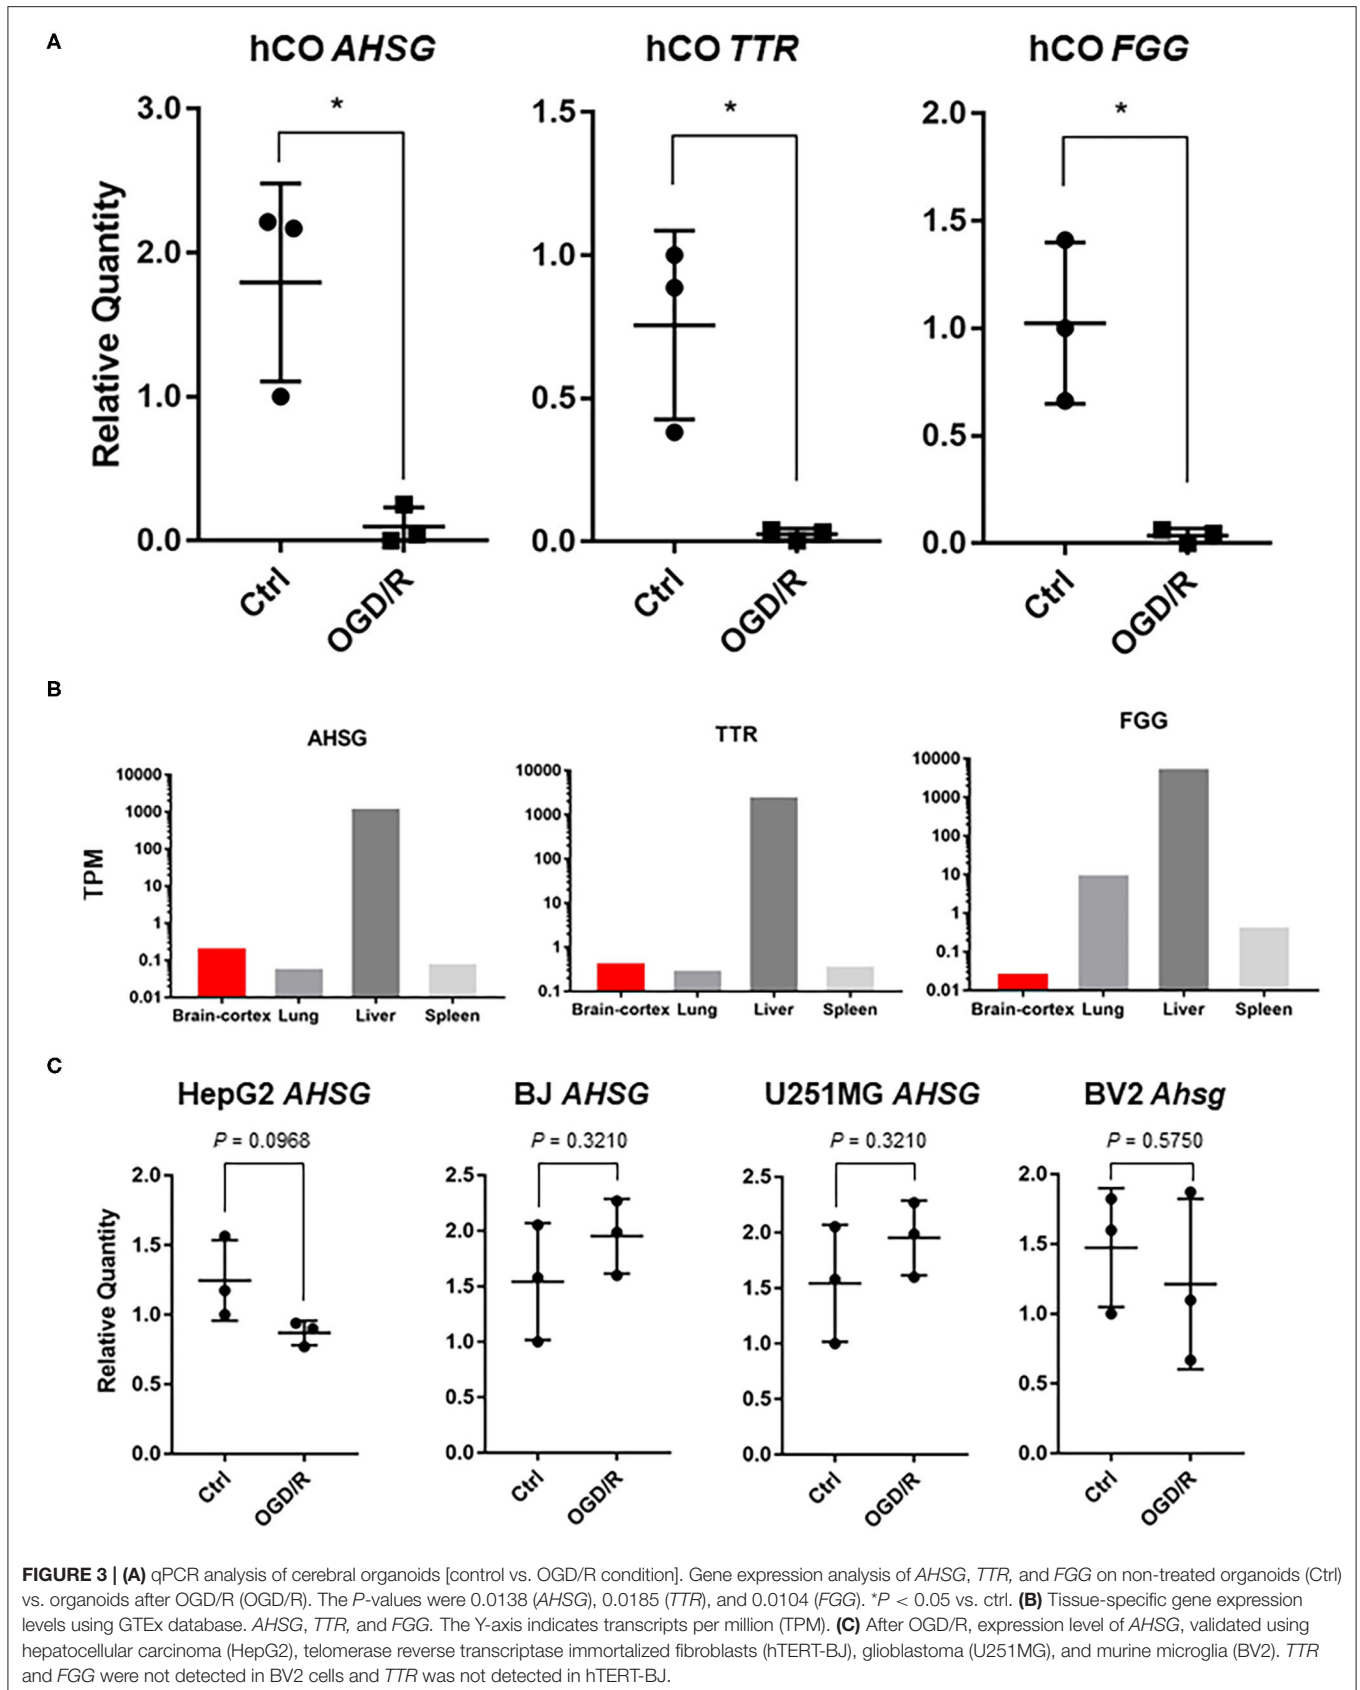 A
hCO AHSG
hCO TTR
hCO FGG
*
*
*
Relative Quantity
3.0
2.0
1.0
0.0
1.5
1.0
0.5
0.0
2.0
1.5
1.0
0.5
0.0
Ctrl
OGD/R
Ctrl
OGD/R
Ctrl
OGD/R
B
AHSG
TTR
FGG
TPM
10000
1000
100
10
1
0.1
0.01
Brain-cortex Lung Liver Spleen
10000
1000
100
10
1
0.1
Brain-cortex Lung Liver Spleen
10000
1000
100
10
1
0.1
0.01
Brain-cortex Lung Liver Spleen
C
HepG2 AHSG
P = 0.0968
Relative Quantity
2.0
1.5
1.0
0.5
0.0
Ctrl
OGD/R
BJ AHSG
P = 0.3210
2.5
2.0
1.5
1.0
0.5
0.0
Ctrl
OGD/R
U251MG AHSG
P = 0.3210
2.5
2.0
1.5
1.0
0.5
0.0
Ctrl
OGD/R
BV2 Ahsg
P = 0.5750
2.0
1.5
1.0
0.5
0.0
Ctrl
OGD/R
FIGURE 3 | (A) qPCR analysis of cerebral organoids [control vs. OGD/R condition]. Gene expression analysis of AHSG, TTR, and FGG on non-treated organoids (Ctrl)
vs. organoids after OGD/R (OGD/R). The P-values were 0.0138 (AHSG), 0.0185 (TTR), and 0.0104 (FGG). *P < 0.05 vs. ctrl. (B) Tissue-specific gene expression
levels using GTEx database. AHSG, TTR, and FGG. The Y-axis indicates transcripts per million (TPM). (C) After OGD/R, expression level of AHSG, validated using
hepatocellular carcinoma (HepG2), telomerase reverse transcriptase immortalized fibroblasts (hTERT-BJ), glioblastoma (U251MG), and murine microglia (BV2). TTR
and FGG were not detected in BV2 cells and TTR was not detected in hTERT-BJ.